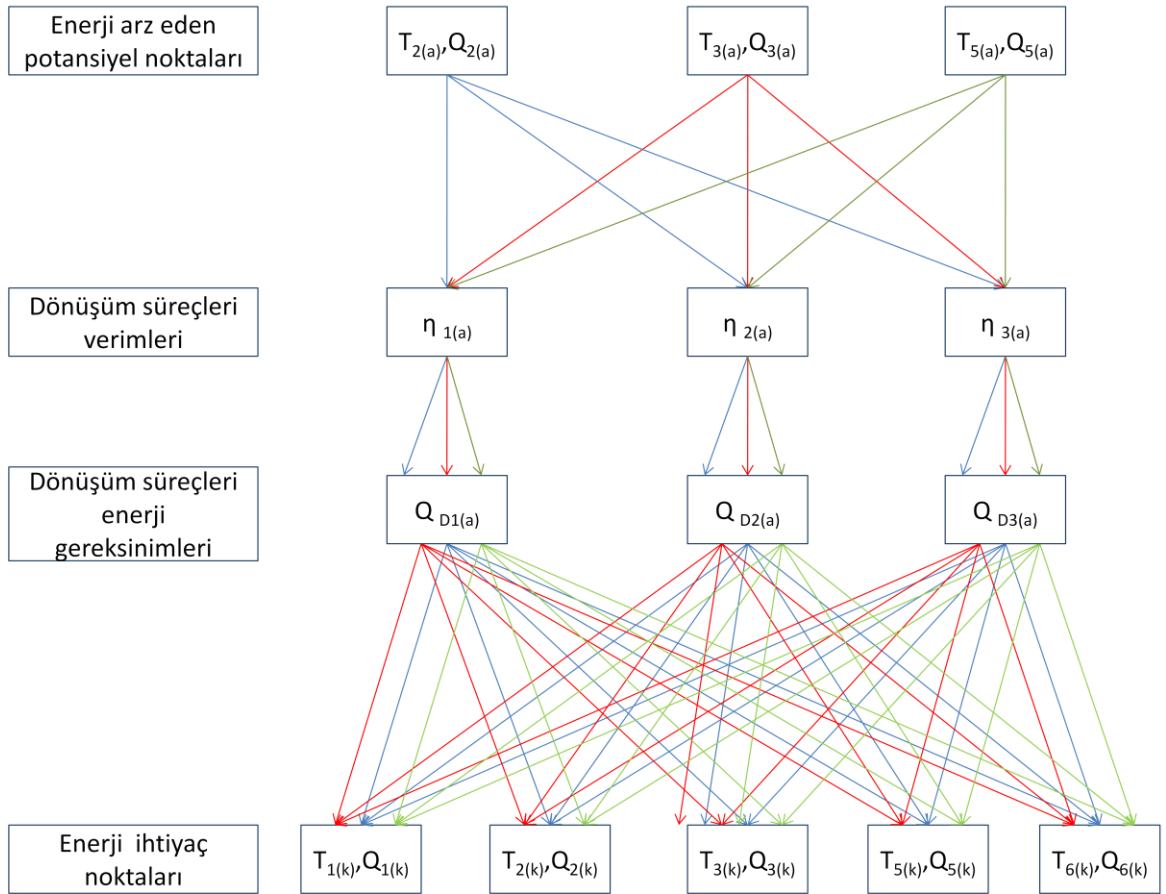 Enerji arz eden
potansiyel noktaları
T2(a),Q2(a)
T3(a),Q3(a)
T5(a),Q5(a)
Dönüşüm süreçleri
verimleri
η 1(a)
η 2(a)
η 3(a)
Dönüşüm süreçleri
enerji
gereksinimleri
Q D1(a)
Q D2(a)
Q D3(a)
Enerji ihtiyaç
noktaları
T1(k),Q1(k)
T2(k),Q2(k)
T3(k),Q3(k)
T5(k),Q5(k)
T6(k),Q6(k)